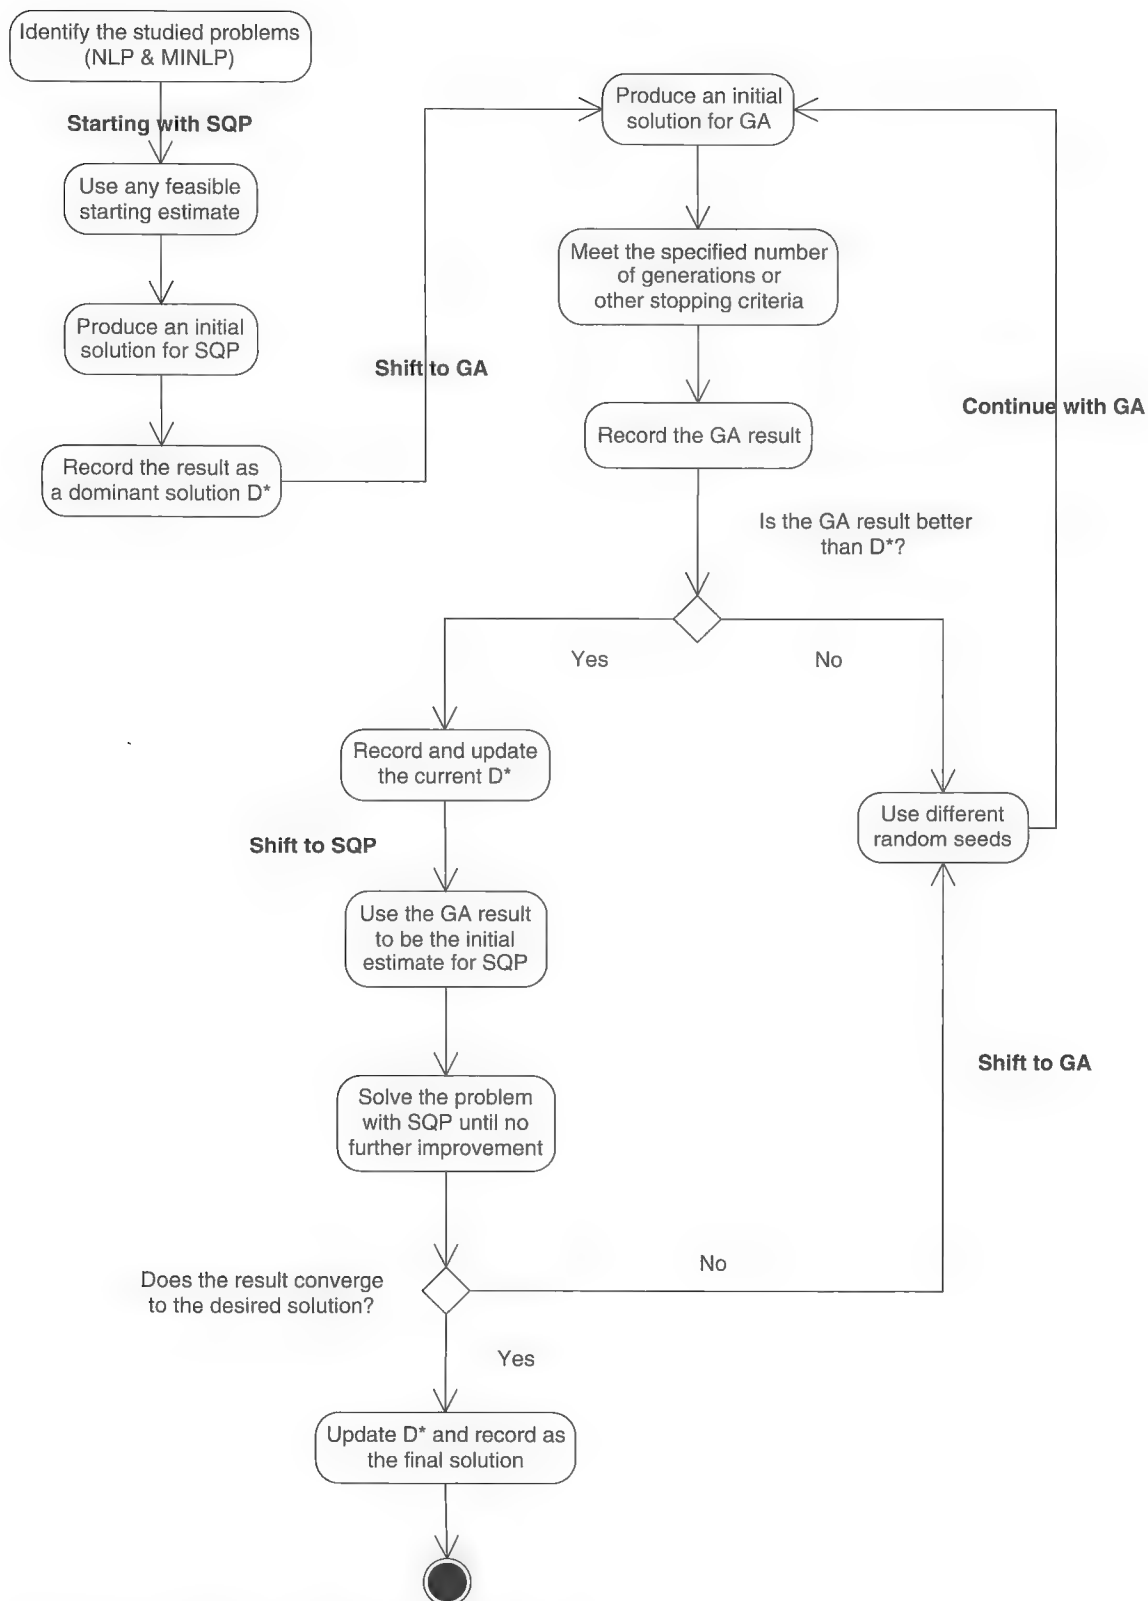 Identify the studied problems
(NLP & MINLP)
Starting with SQP
Use any feasible
starting estimate
Produce an initial
solution for SQP
Record the result as
a dominant solution D*
Shift to GA
Produce an initial
solution for GA
Meet the specified number
of generations or
other stopping criteria
Record the GA result
Continue with GA
Is the GA result better
than D*?
Yes
No
Record and update
the current D*
Use different
random seeds
Shift to SQP
Use the GA result
to be the initial
estimate for SQP
Shift to GA
Solve the problem
with SQP until no
further improvement
No
Does the result converge
to the desired solution?
Yes
Update D* and record as
the final solution